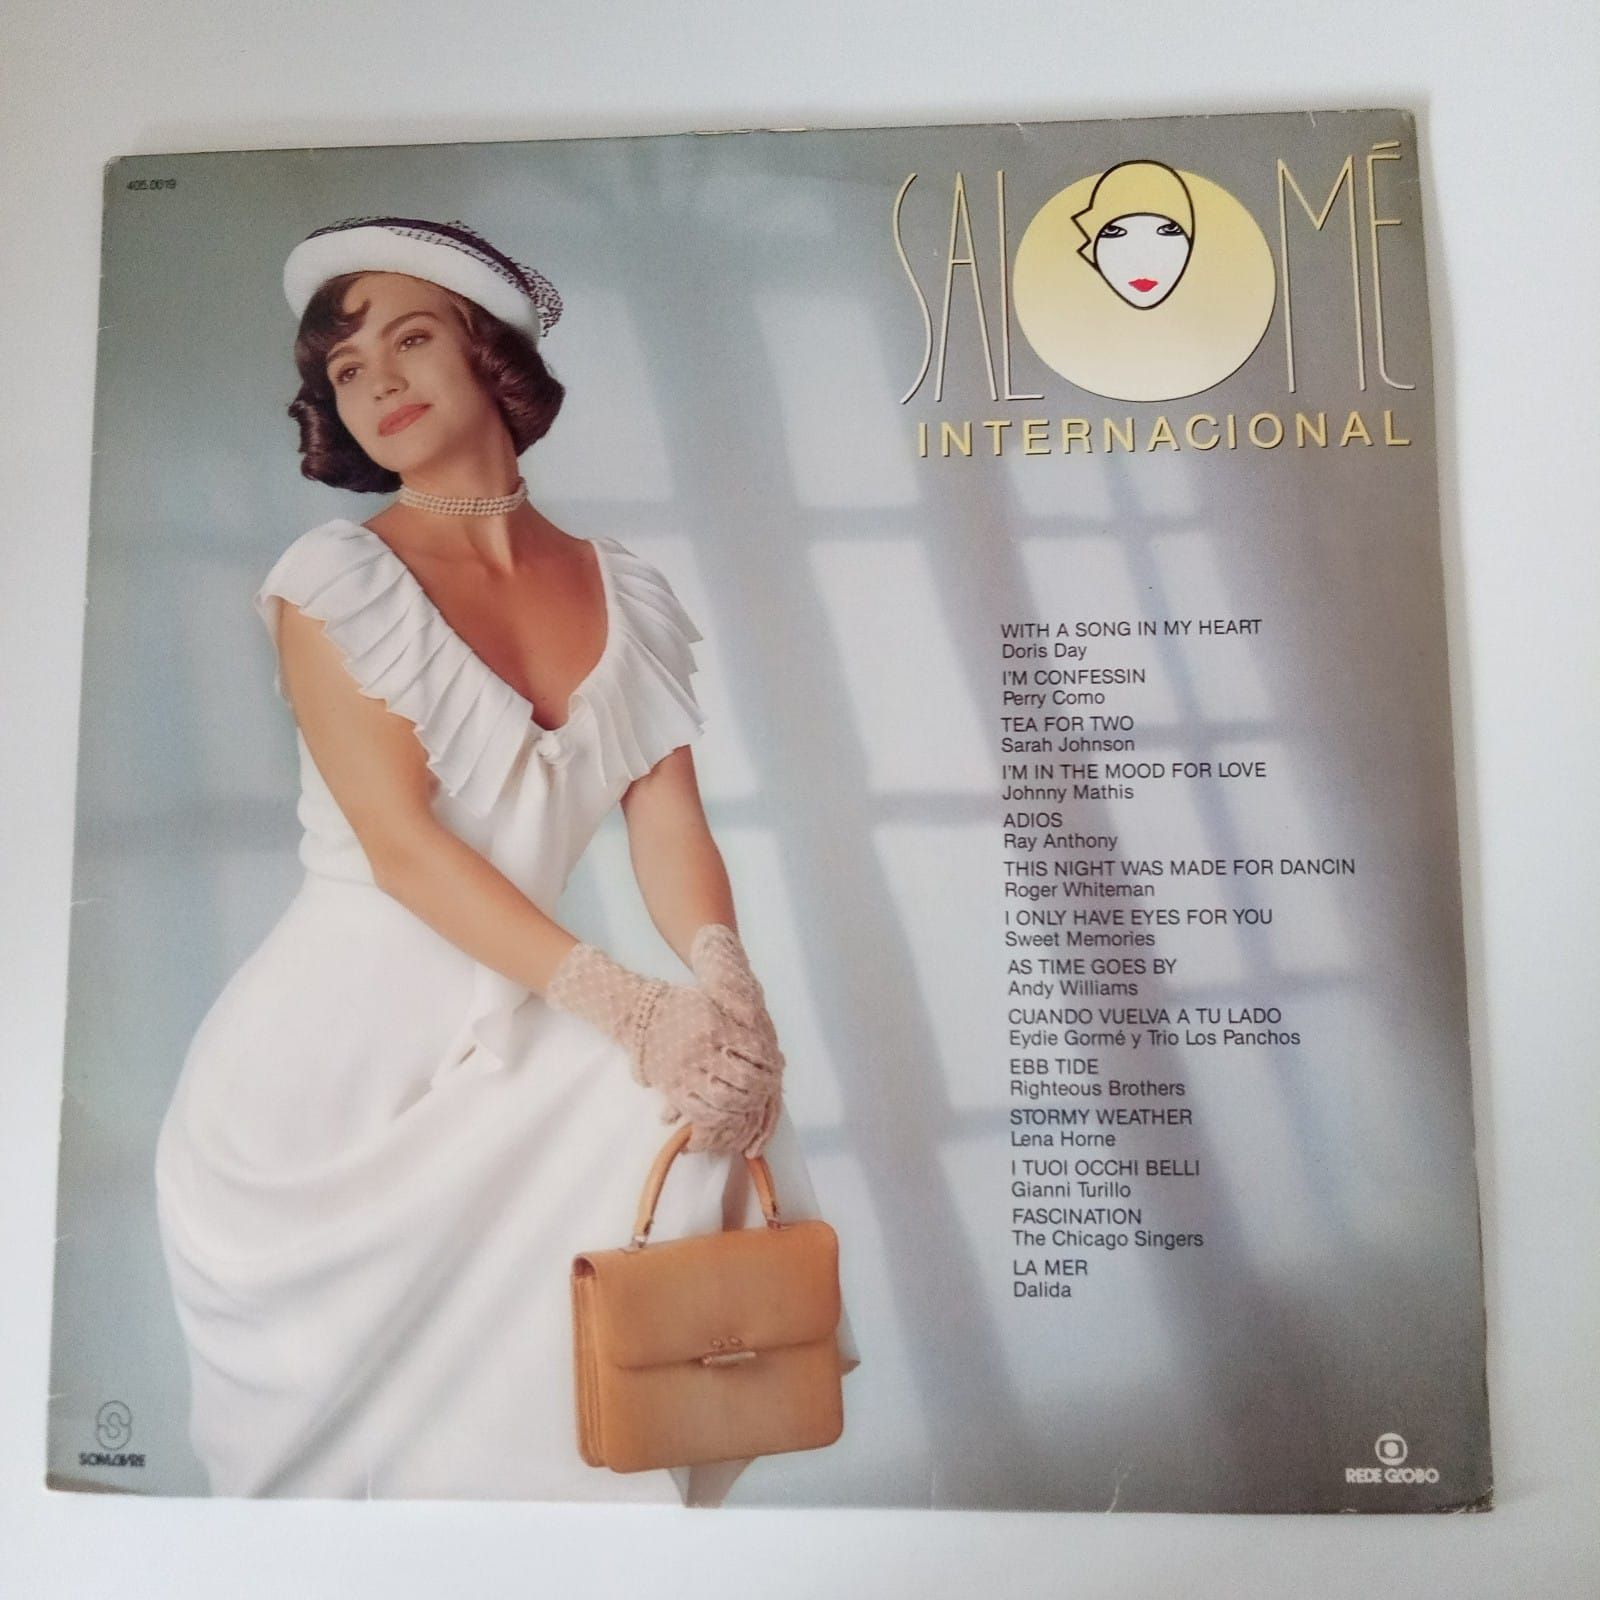 405.0019
SALOMÉ
INTERNACIONAL
WITH A SONG IN MY HEART
Doris Day
I'M CONFESSIN
Perry Como
TEA FOR TWO
Sarah Johnson
I'M IN THE MOOD FOR LOVE
Johnny Mathis
ADIOS
Ray Anthony
THIS NIGHT WAS MADE FOR DANCIN
Roger Whiteman
I ONLY HAVE EYES FOR YOU
Sweet Memories
AS TIME GOES BY
Andy Williams
CUANDO VUELVA A TU LADO
Eydie Gormé y Trio Los Panchos
EBB TIDE
Righteous Brothers
STORMY WEATHER
Lena Horne
I TUOI OCCHI BELLI
Gianni Turillo
FASCINATION
The Chicago Singers
LA MER
Dalida
SOM LIVRE
REDE GLOBO